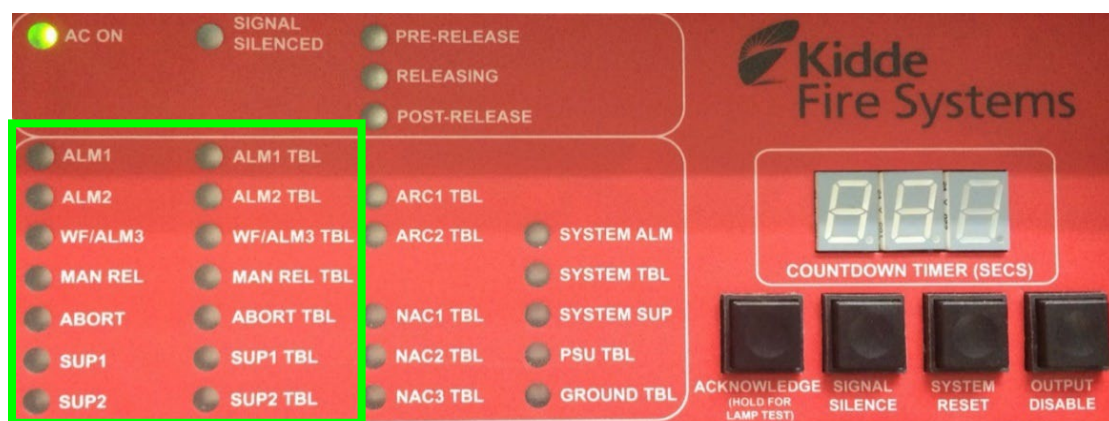 AC ON
SIGNAL
SILENCED
PRE-RELEASE
RELEASING
POST-RELEASE
Kidde
Fire Systems
ALM1
ALM1 TBL
ALM2
ALM2 TBL
ARC1 TBL
WF/ALM3
WF/ALM3 TBL
ARC2 TBL
SYSTEM ALM
MAN REL
MAN REL TBL
SYSTEM TBL
ABORT
ABORT TBL
NAC1 TBL
SYSTEM SUP
SUP1
SUP1 TBL
NAC2 TBL
PSU TBL
SUP2
SUP2 TBL
NAC3 TBL
GROUND TBL
COUNTDOWN TIMER (SECS)
ACKNOWLEDGE
(HOLD FOR
LAMP TEST)
SIGNAL
SILENCE
SYSTEM
RESET
OUTPUT
DISABLE